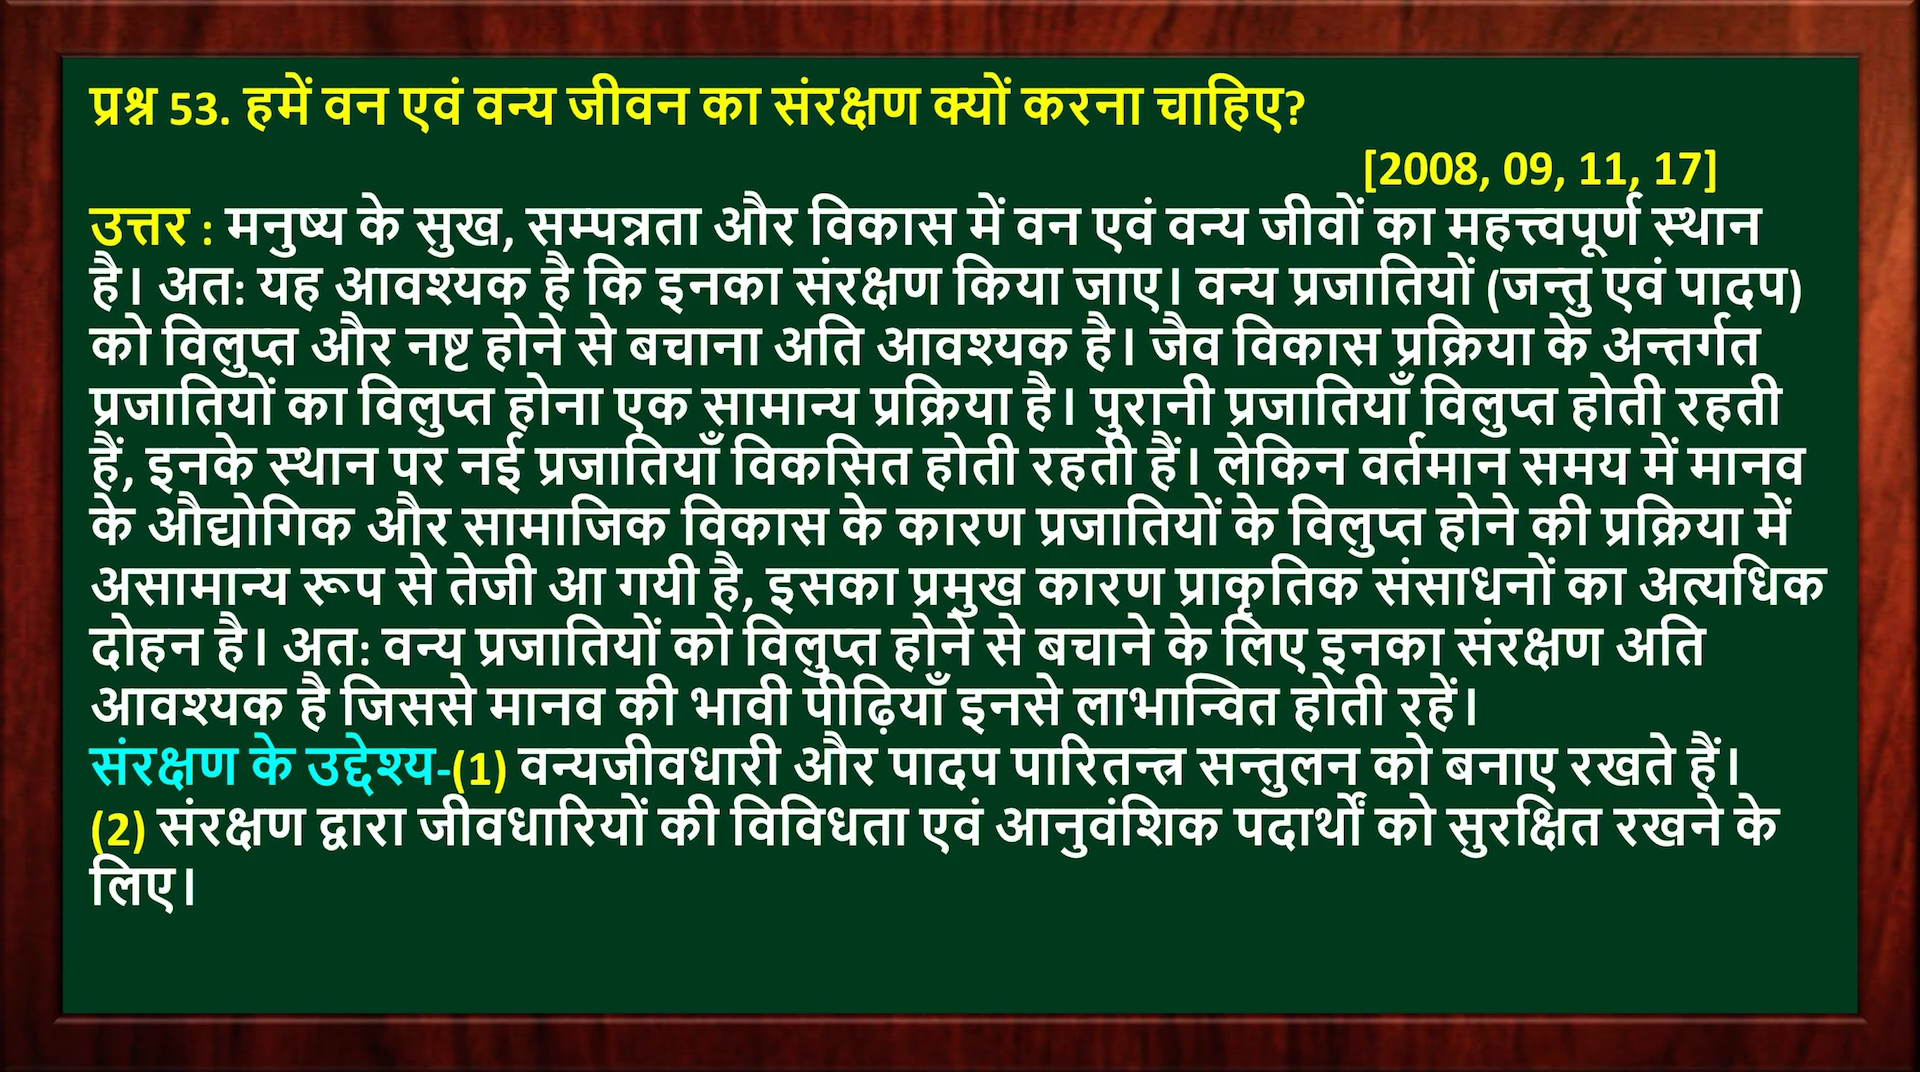 प्रश्न 53. हमें वन एवं वन्य जीवन का संरक्षण क्यों करना चाहिए?
[2008, 09, 11, 17]
उत्तर : मनुष्य के सुख, सम्पन्नता और विकास में वन एवं वन्य जीवों का महत्त्वपूर्ण स्थान
है। अतः यह आवश्यक है कि इनका संरक्षण किया जाए। वन्य प्रजातियों (जन्तु एवं पादप)
को विलुप्त और नष्ट होने से बचाना अति आवश्यक है। जैव विकास प्रक्रिया के अन्तर्गत
प्रजातियों का विलुप्त होना एक सामान्य प्रक्रिया है। पुरानी प्रजातियाँ विलुप्त होती रहती
हैं, इनके स्थान पर नई प्रजातियाँ विकसित होती रहती हैं। लेकिन वर्तमान समय में मानव
के औद्योगिक और सामाजिक विकास के कारण प्रजातियों के विलुप्त होने की प्रक्रिया में
असामान्य रूप से तेजी आ गयी है, इसका प्रमुख कारण प्राकृतिक संसाधनों का अत्यधिक
दोहन है। अतः वन्य प्रजातियों को विलुप्त होने से बचाने के लिए इनका संरक्षण अति
आवश्यक है जिससे मानव की भावी पीढ़ियाँ इनसे लाभान्वित होती रहें।
संरक्षण के उद्देश्य-(1) वन्यजीवधारी और पादप पारितन्त्र सन्तुलन को बनाए रखते हैं।
(2) संरक्षण द्वारा जीवधारियों की विविधता एवं आनुवंशिक पदार्थों को सुरक्षित रखने के
लिए।